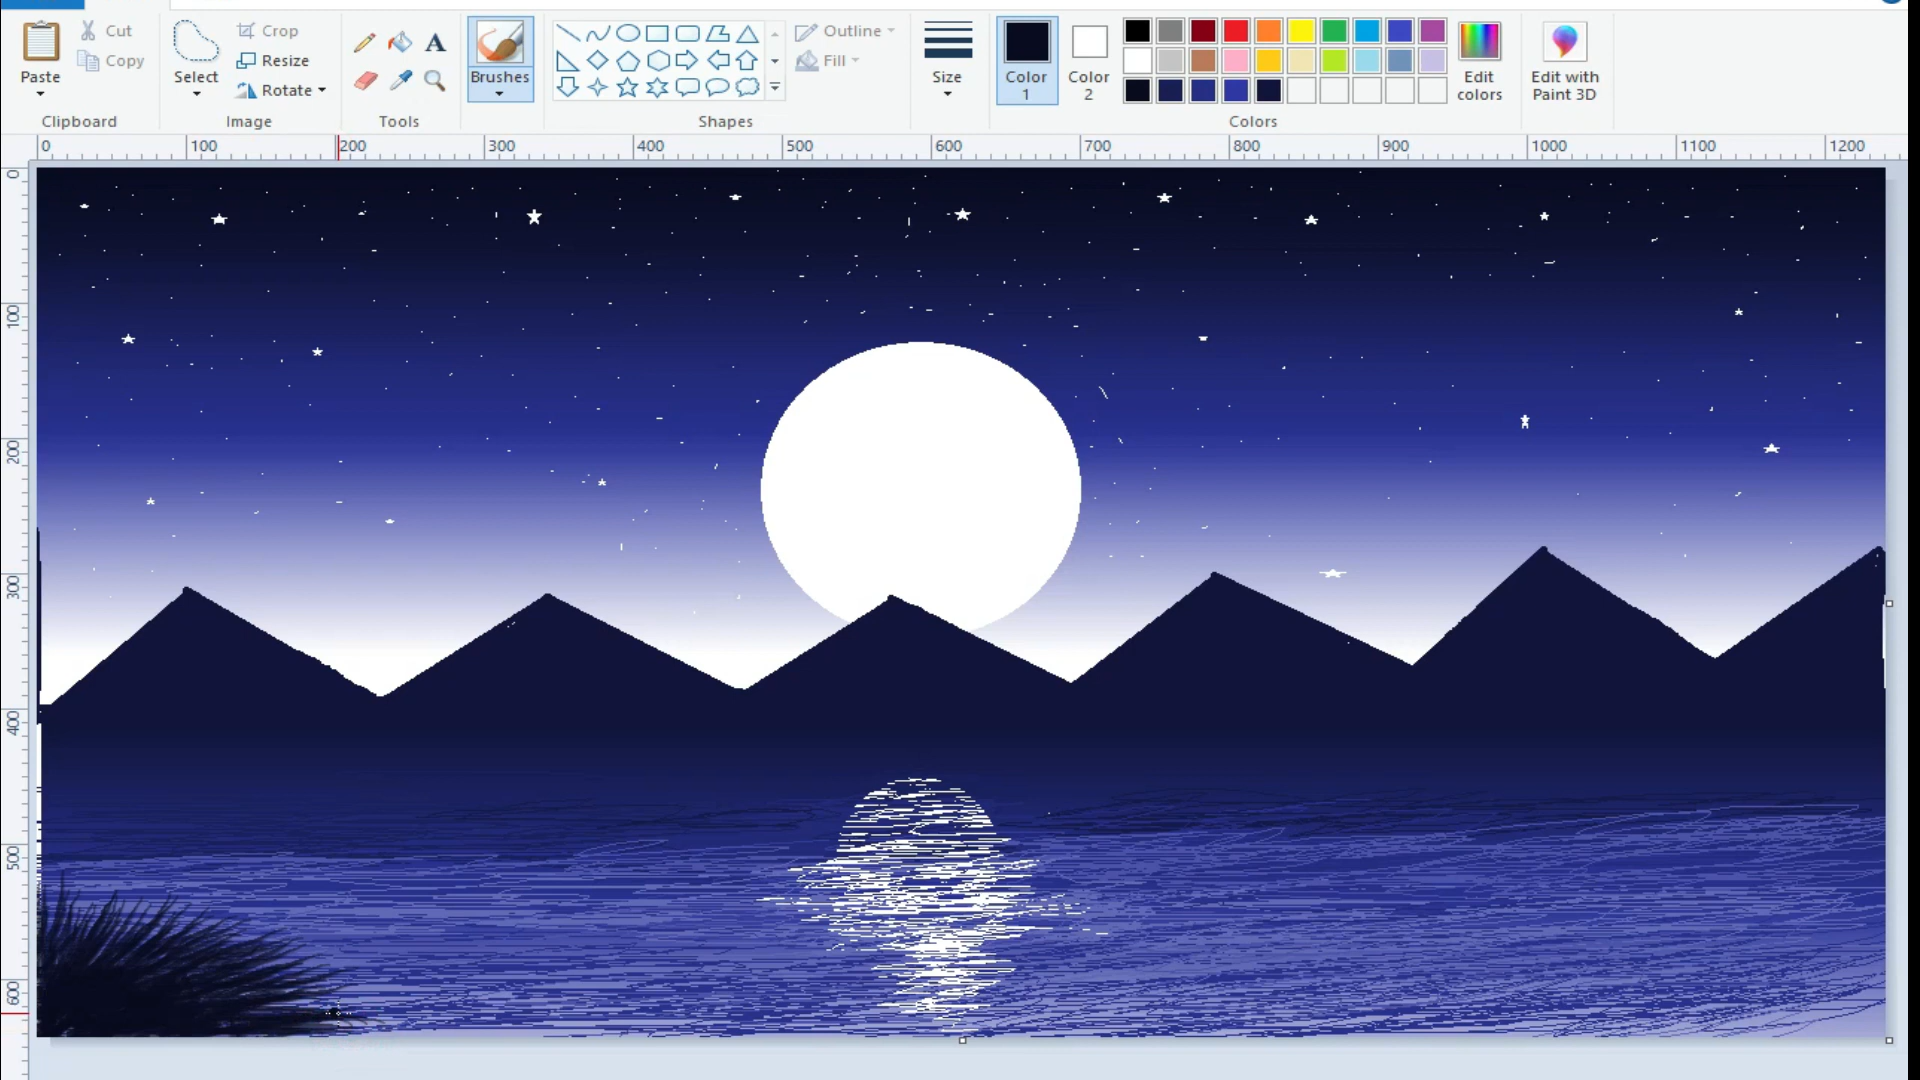 Paste
Cut
Copy
Clipboard
Select
Crop
Resize
Rotate
Image
A
Tools
Brushes
Shapes
Outline
Fill
Size
Color
1
Color
2
Colors
Edit
colors
Edit with
Paint 3D
0 100 200 300 400 500 600 700 800 900 1000 1100 1200
0
100
200
300
400
500
600